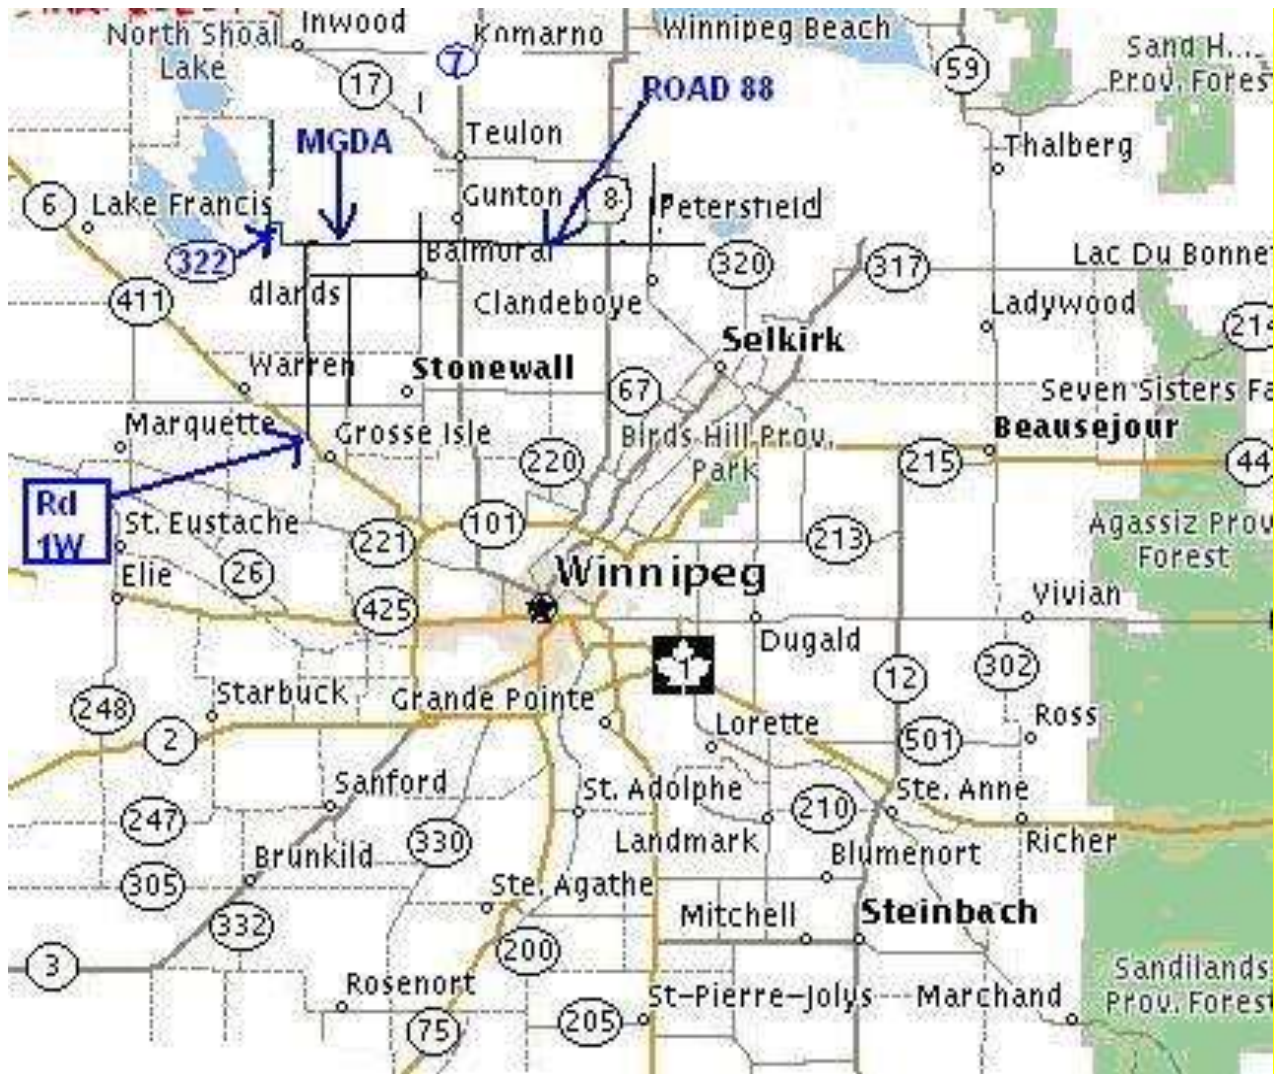 Inwood
Komarno
Winnipeg Beach
North Shoal
Lake
7
17
59
Sand H...
Prov. Fores
ROAD 88
MGDA
Teulon
Thalberg
6
Lake Francis
Gunton
8
Petersfield
322
Balmoral
320
317
Lac Du Bonne
411
dlands
Clandeboye
Ladywood
214
Selkirk
Warren
Stonewall
67
Seven Sisters Fa
Marquette
Grosse Isle
Birds Hill Prov.
Park
Beausejour
220
215
44
Rd
1W
St. Eustache
221
101
213
Agassiz Prov
Forest
Elie
26
Winnipeg
425
Vivian
Dugald
1
302
12
248
Starbuck
Grande Pointe
Lorette
Ross
2
501
Sanford
St. Adolphe
Ste. Anne
247
330
210
Landmark
Richer
Brunkild
Blumenort
305
Ste. Agathe
332
Mitchell
Steinbach
3
200
Rosenort
St-Pierre-Jolys
Marchand
Sandilands
Prov. Forest
75
205